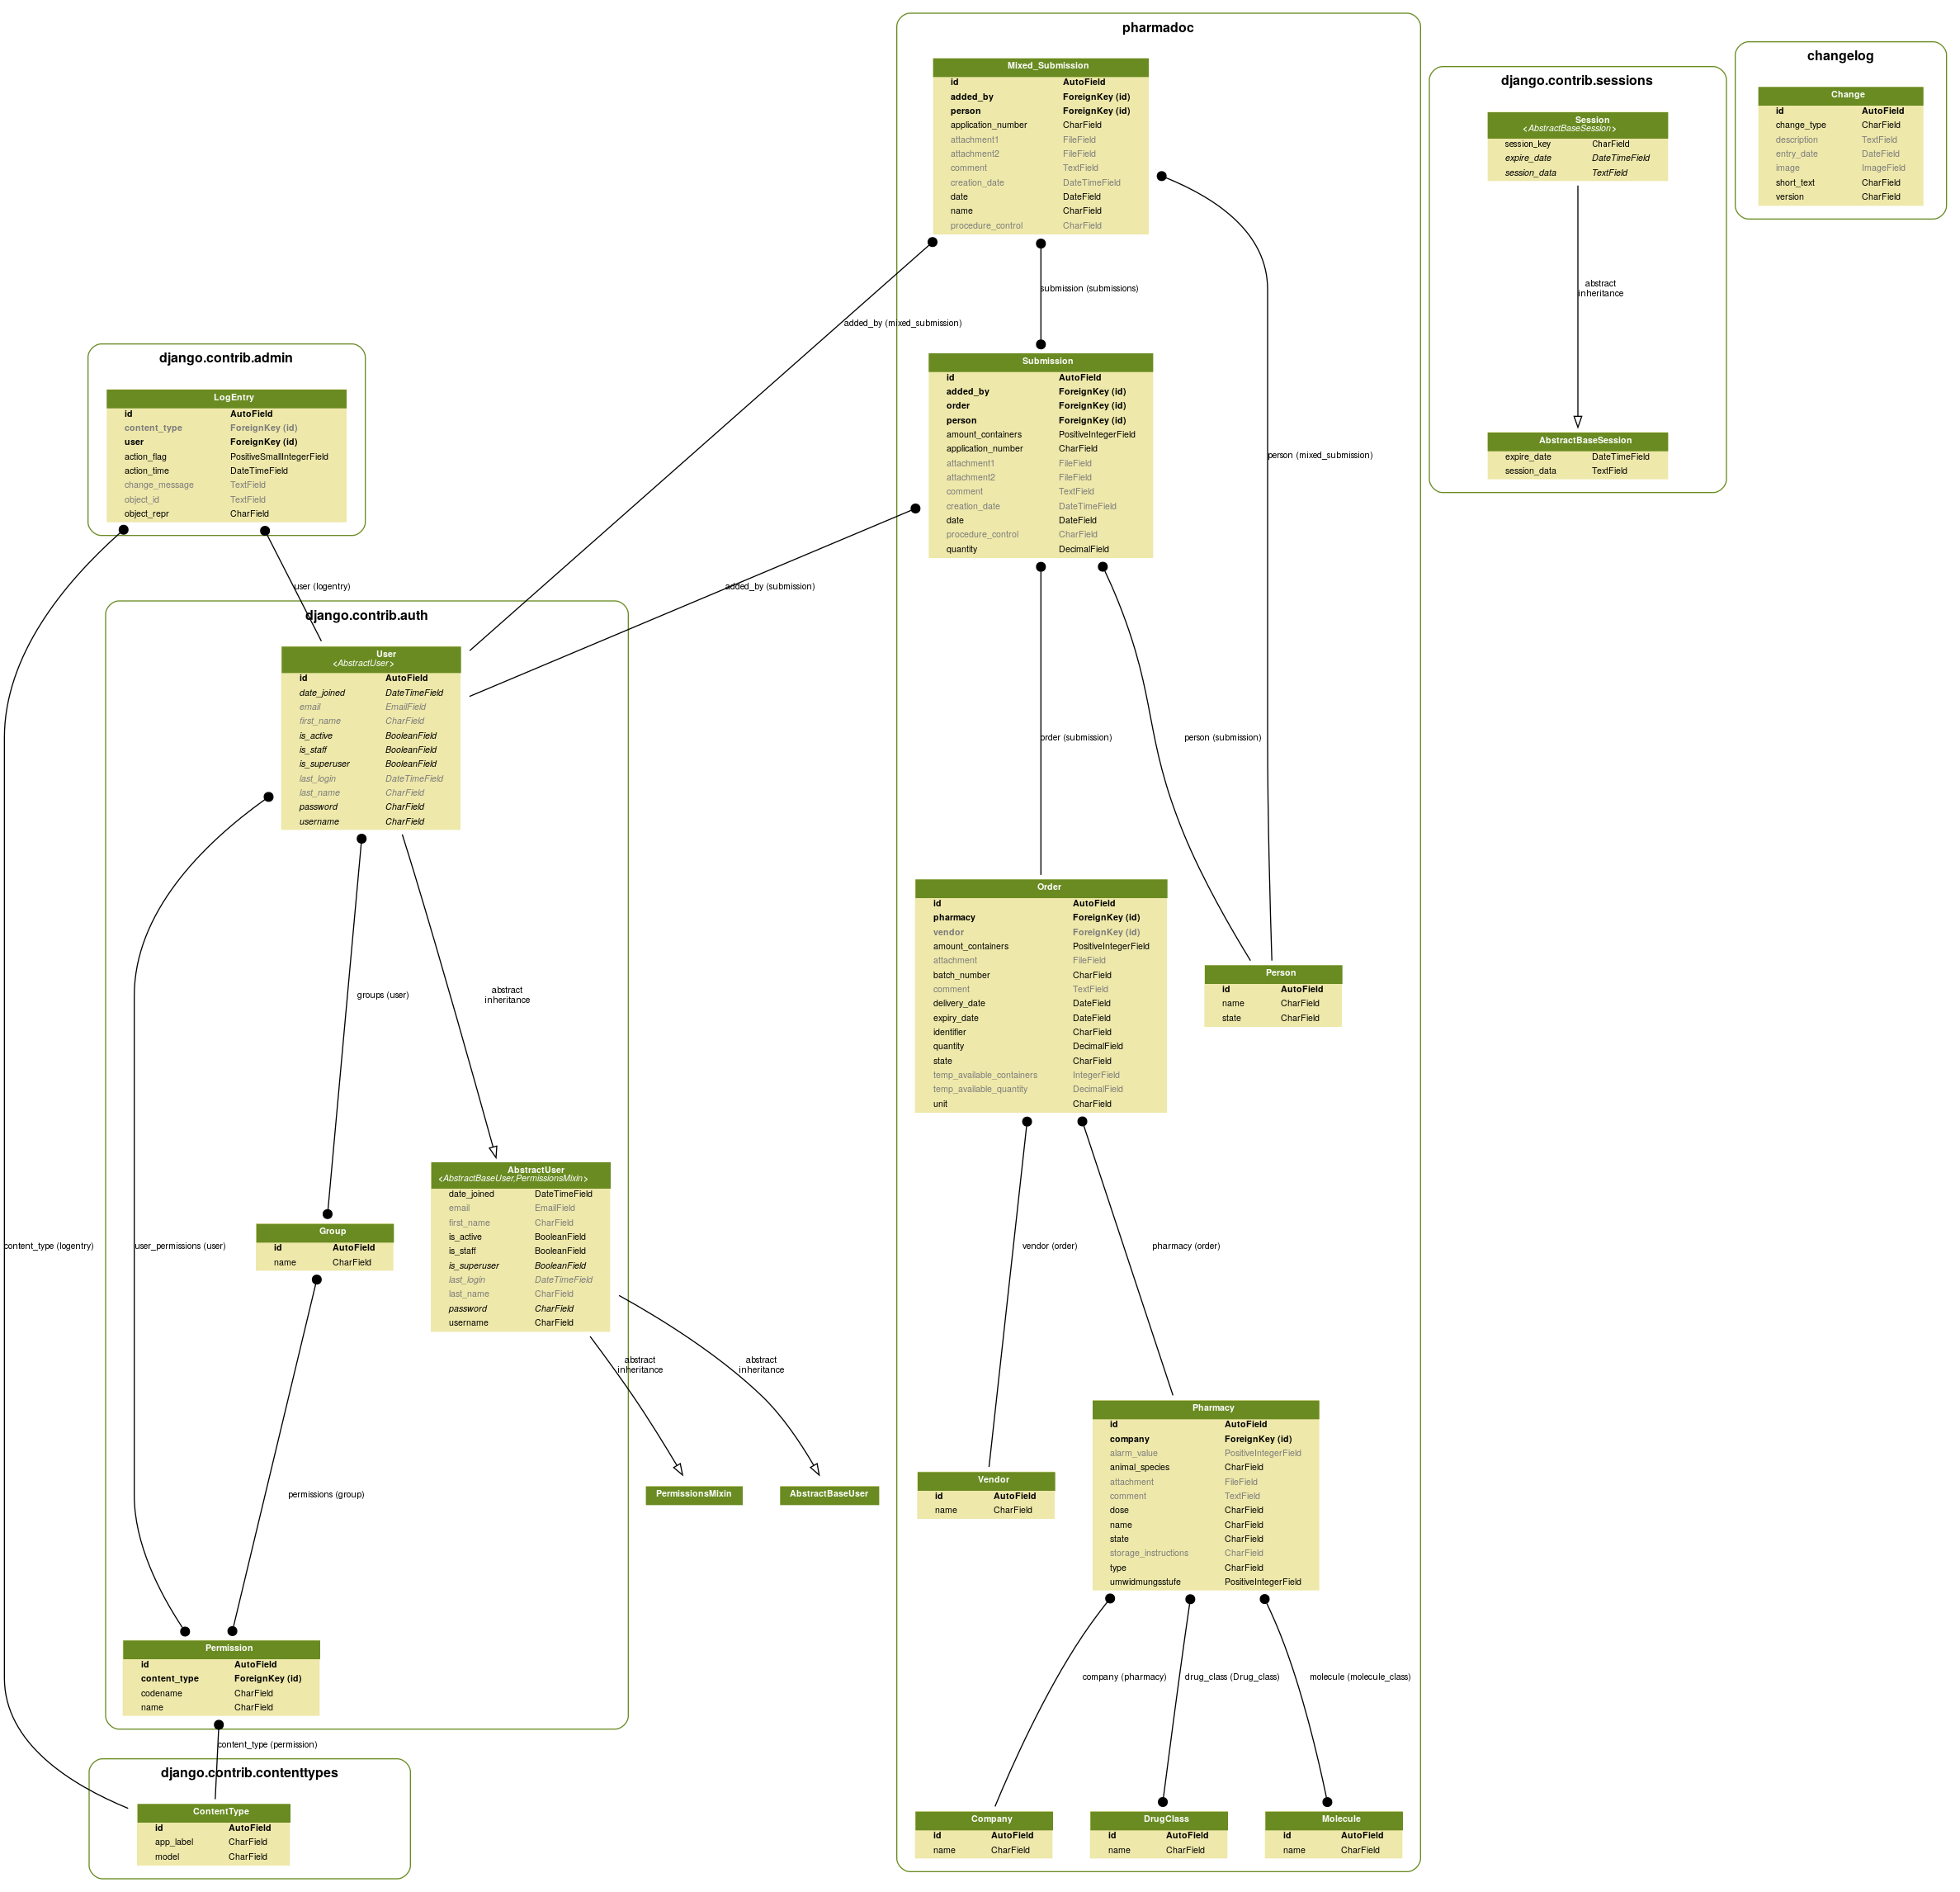 pharmadoc
Mixed_Submission
id AutoField
added_by ForeignKey (id)
person ForeignKey (id)
application_number CharField
attachment1 FileField
attachment2 FileField
comment TextField
creation_date DateTimeField
date DateField
name CharField
procedure_control CharField
submission (submissions)
added_by (mixed_submission)
person (mixed_submission)
Submission
id AutoField
added_by ForeignKey (id)
order ForeignKey (id)
person ForeignKey (id)
amount_containers PositiveIntegerField
application_number CharField
attachment1 FileField
attachment2 FileField
comment TextField
creation_date DateTimeField
date DateField
procedure_control CharField
quantity DecimalField
added_by (submission)
order (submission)
person (submission)
Order
id AutoField
pharmacy ForeignKey (id)
vendor ForeignKey (id)
amount_containers PositiveIntegerField
attachment FileField
batch_number CharField
comment TextField
delivery_date DateField
expiry_date DateField
identifier CharField
quantity DecimalField
state CharField
temp_available_containers IntegerField
temp_available_quantity DecimalField
unit CharField
Person
id AutoField
name CharField
state CharField
vendor (order)
pharmacy (order)
Vendor
id AutoField
name CharField
Pharmacy
id AutoField
company ForeignKey (id)
alarm_value PositiveIntegerField
animal_species CharField
attachment FileField
comment TextField
dose CharField
name CharField
state CharField
storage_instructions CharField
type CharField
umwidmungsstufe PositiveIntegerField
company (pharmacy)
drug_class (Drug_class)
molecule (molecule_class)
Company
id AutoField
name CharField
DrugClass
id AutoField
name CharField
Molecule
id AutoField
name CharField
django.contrib.sessions
Session
<AbstractBaseSession>
session_key CharField
expire_date DateTimeField
session_data TextField
abstract
inheritance
AbstractBaseSession
expire_date DateTimeField
session_data TextField
changelog
Change
id AutoField
change_type CharField
description TextField
entry_date DateField
image ImageField
short_text CharField
version CharField
django.contrib.admin
LogEntry
id AutoField
content_type ForeignKey (id)
user ForeignKey (id)
action_flag PositiveSmallIntegerField
action_time DateTimeField
change_message TextField
object_id TextField
object_repr CharField
user (logentry)
content_type (logentry)
django.contrib.auth
User
<AbstractUser>
id AutoField
date_joined DateTimeField
email EmailField
first_name CharField
is_active BooleanField
is_staff BooleanField
is_superuser BooleanField
last_login DateTimeField
last_name CharField
password CharField
username CharField
groups (user)
abstract
inheritance
user_permissions (user)
Group
id AutoField
name CharField
AbstractUser
<AbstractBaseUser,PermissionsMixin>
date_joined DateTimeField
email EmailField
first_name CharField
is_active BooleanField
is_staff BooleanField
is_superuser BooleanField
last_login DateTimeField
last_name CharField
password CharField
username CharField
abstract
inheritance
abstract
inheritance
PermissionsMixin
AbstractBaseUser
permissions (group)
Permission
id AutoField
content_type ForeignKey (id)
codename CharField
name CharField
content_type (permission)
django.contrib.contenttypes
ContentType
id AutoField
app_label CharField
model CharField